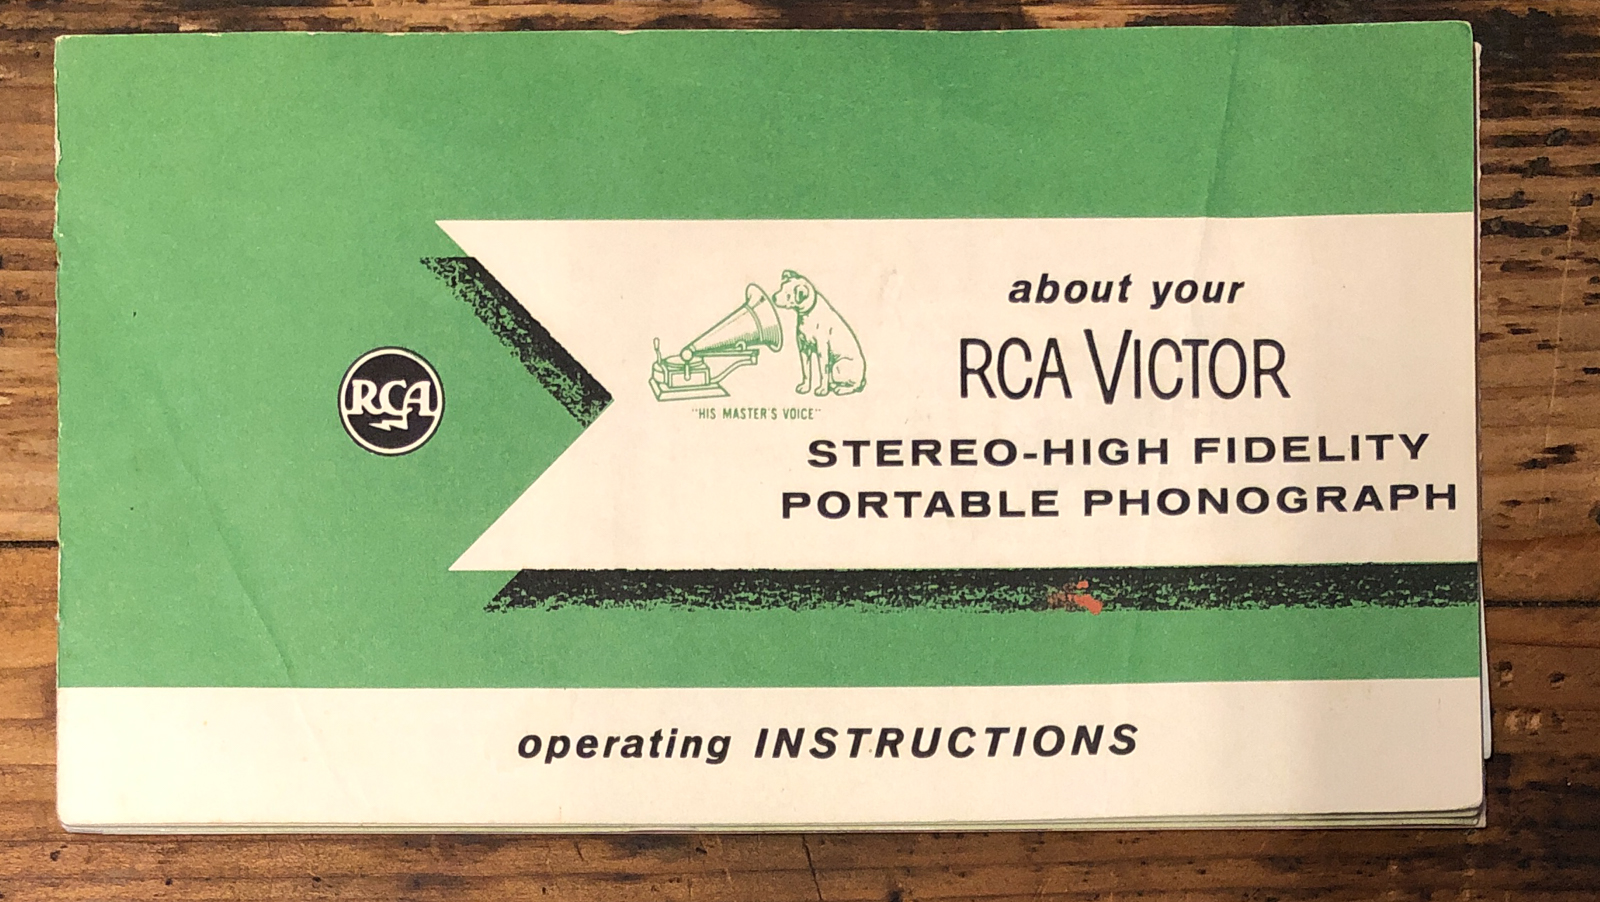 about your
RCA VICTOR
RCA
"HIS MASTER'S VOICE"
STEREO-HIGH FIDELITY
PORTABLE PHONOGRAPH
operating INSTRUCTIONS